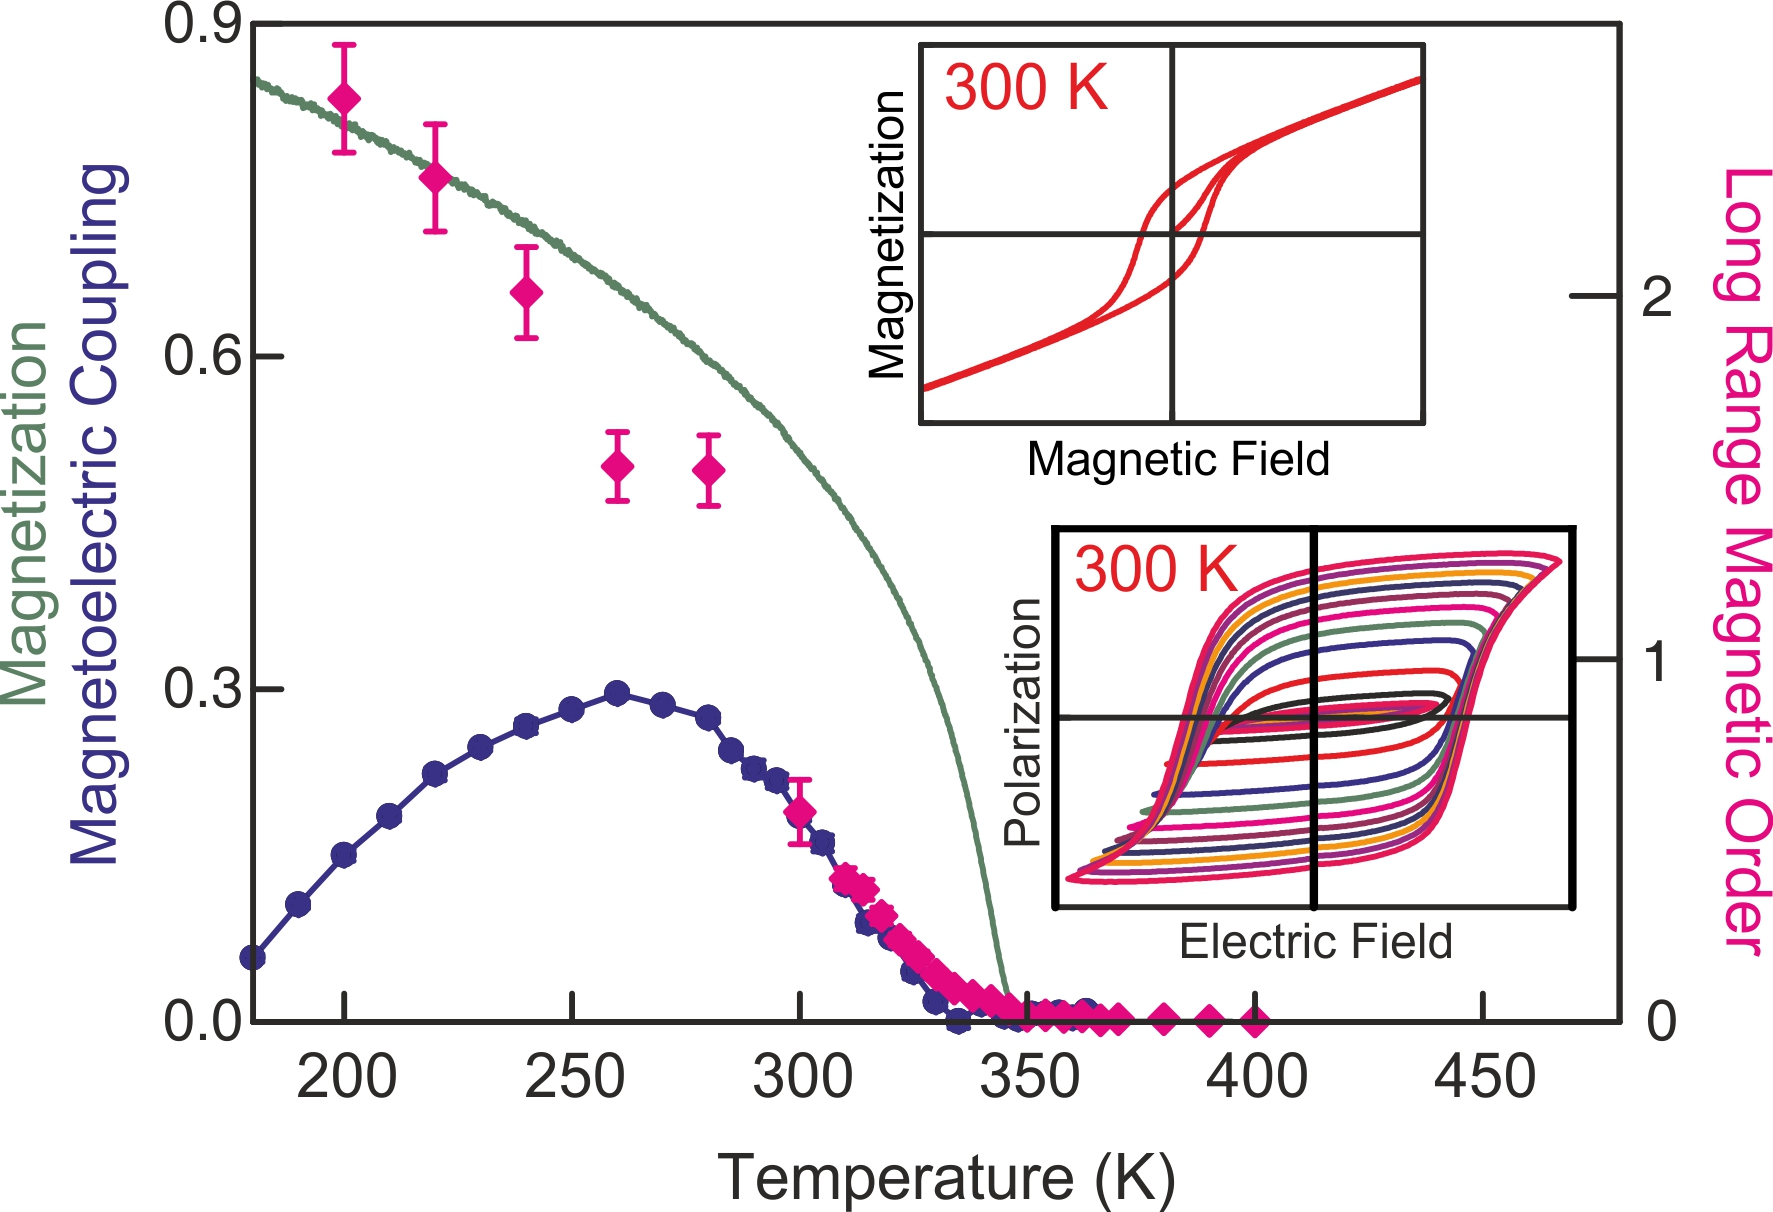 Magnetization
Magnetoelectric Coupling
0.9
0.6
0.3
0.0
200
250
300
350
400
450
Temperature (K)
300 K
Magnetization
Magnetic Field
300 K
Polarization
Electric Field
2
1
0
Long Range Magnetic Order